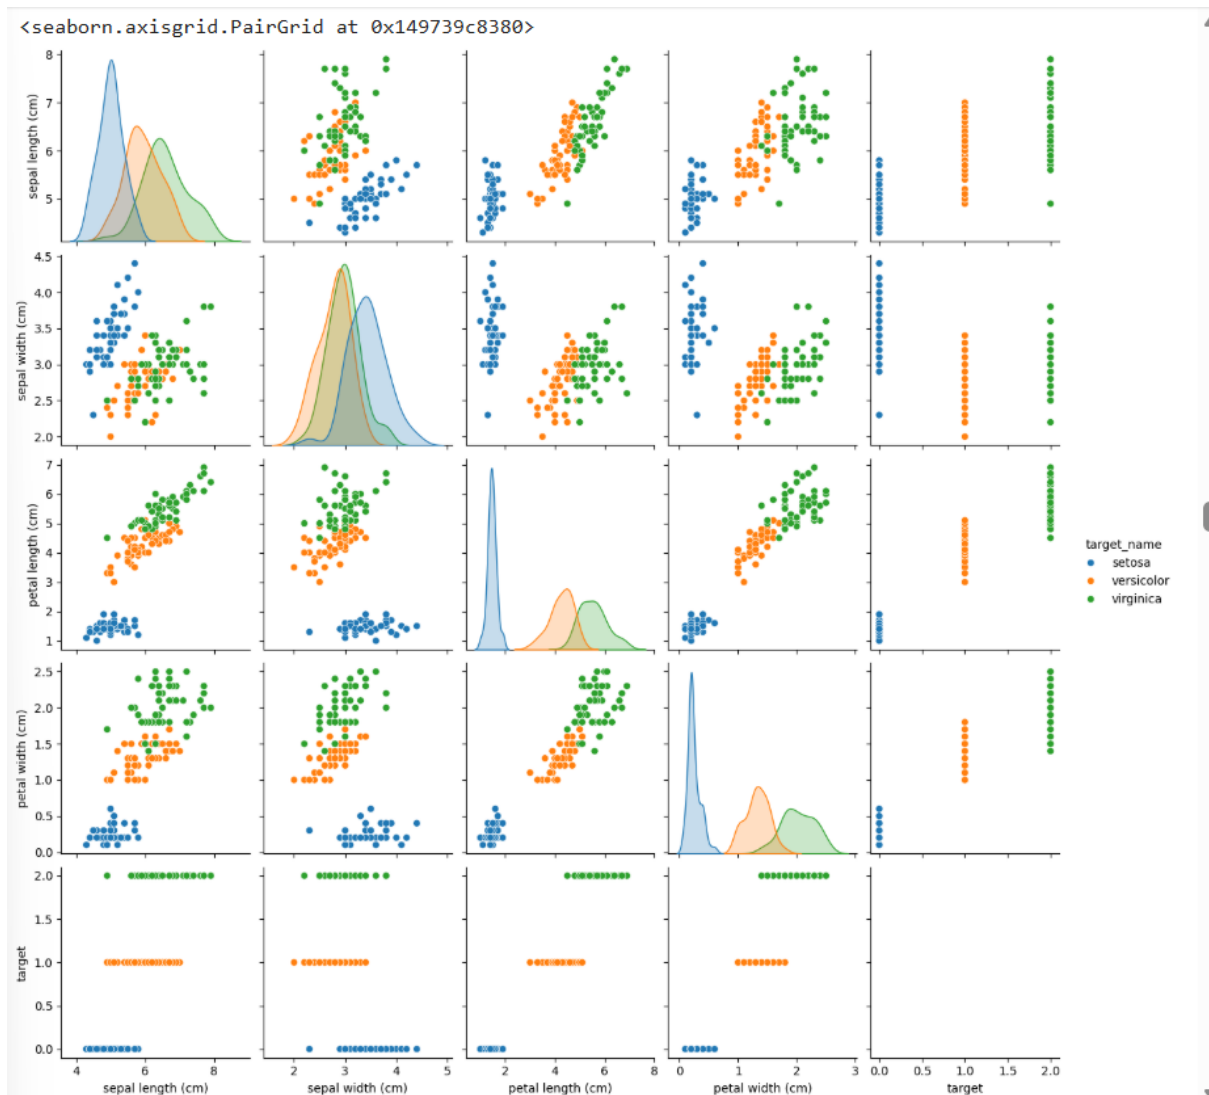 <seaborn.axisgrid.PairGrid at 0x149739c8380>
8
7
6
5
sepal length (cm)
4.5
4.0
3.5
3.0
2.5
2.0
sepal width (cm)
7
6
5
4
3
2
1
petal length (cm)
target_name
setosa
versicolor
virginica
2.5
2.0
1.5
1.0
0.5
0.0
petal width (cm)
2.0
1.5
1.0
0.5
0.0
target
4 6 8 2 3 4 5 2 4 6 8 0 1 2 3 0.0 0.5 1.0 1.5 2.0
sepal length (cm) sepal width (cm) petal length (cm) petal width (cm) target